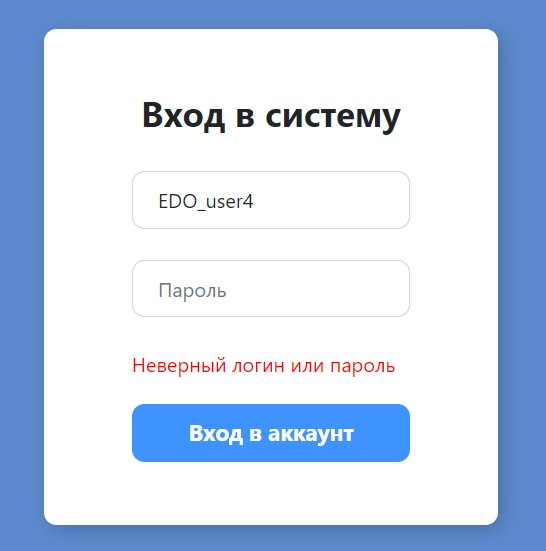 Вход в систему
EDO_user4
Пароль
Неверный логин или пароль
Вход в аккаунт